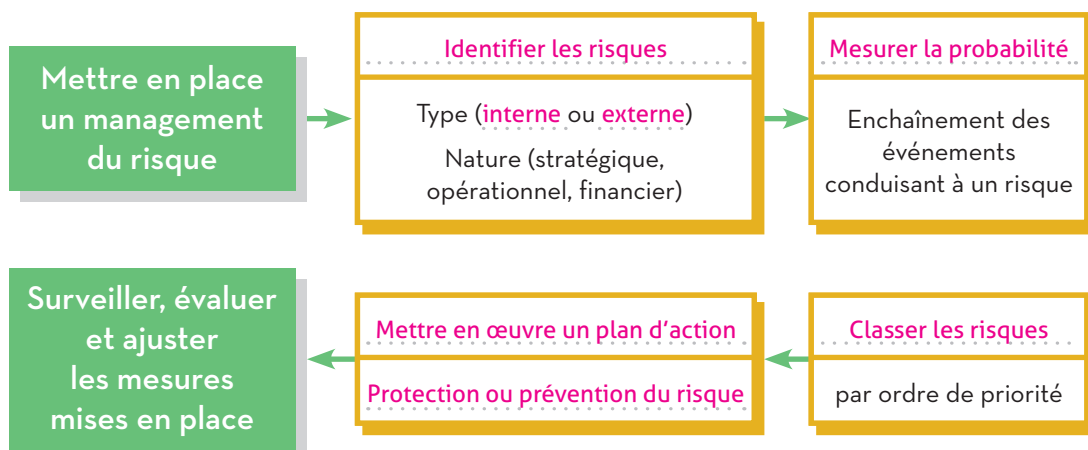 Mettre en place
un management
du risque
Identifier les risques
Type (interne ou externe)
Nature (stratégique,
opérationnel, financier)
Mesurer la probabilité
Enchaînement des
événements
conduisant à un risque
Surveiller, évaluer
et ajuster
les mesures
mises en place
Mettre en œuvre un plan d'action
Protection ou prévention du risque
Classer les risques
par ordre de priorité